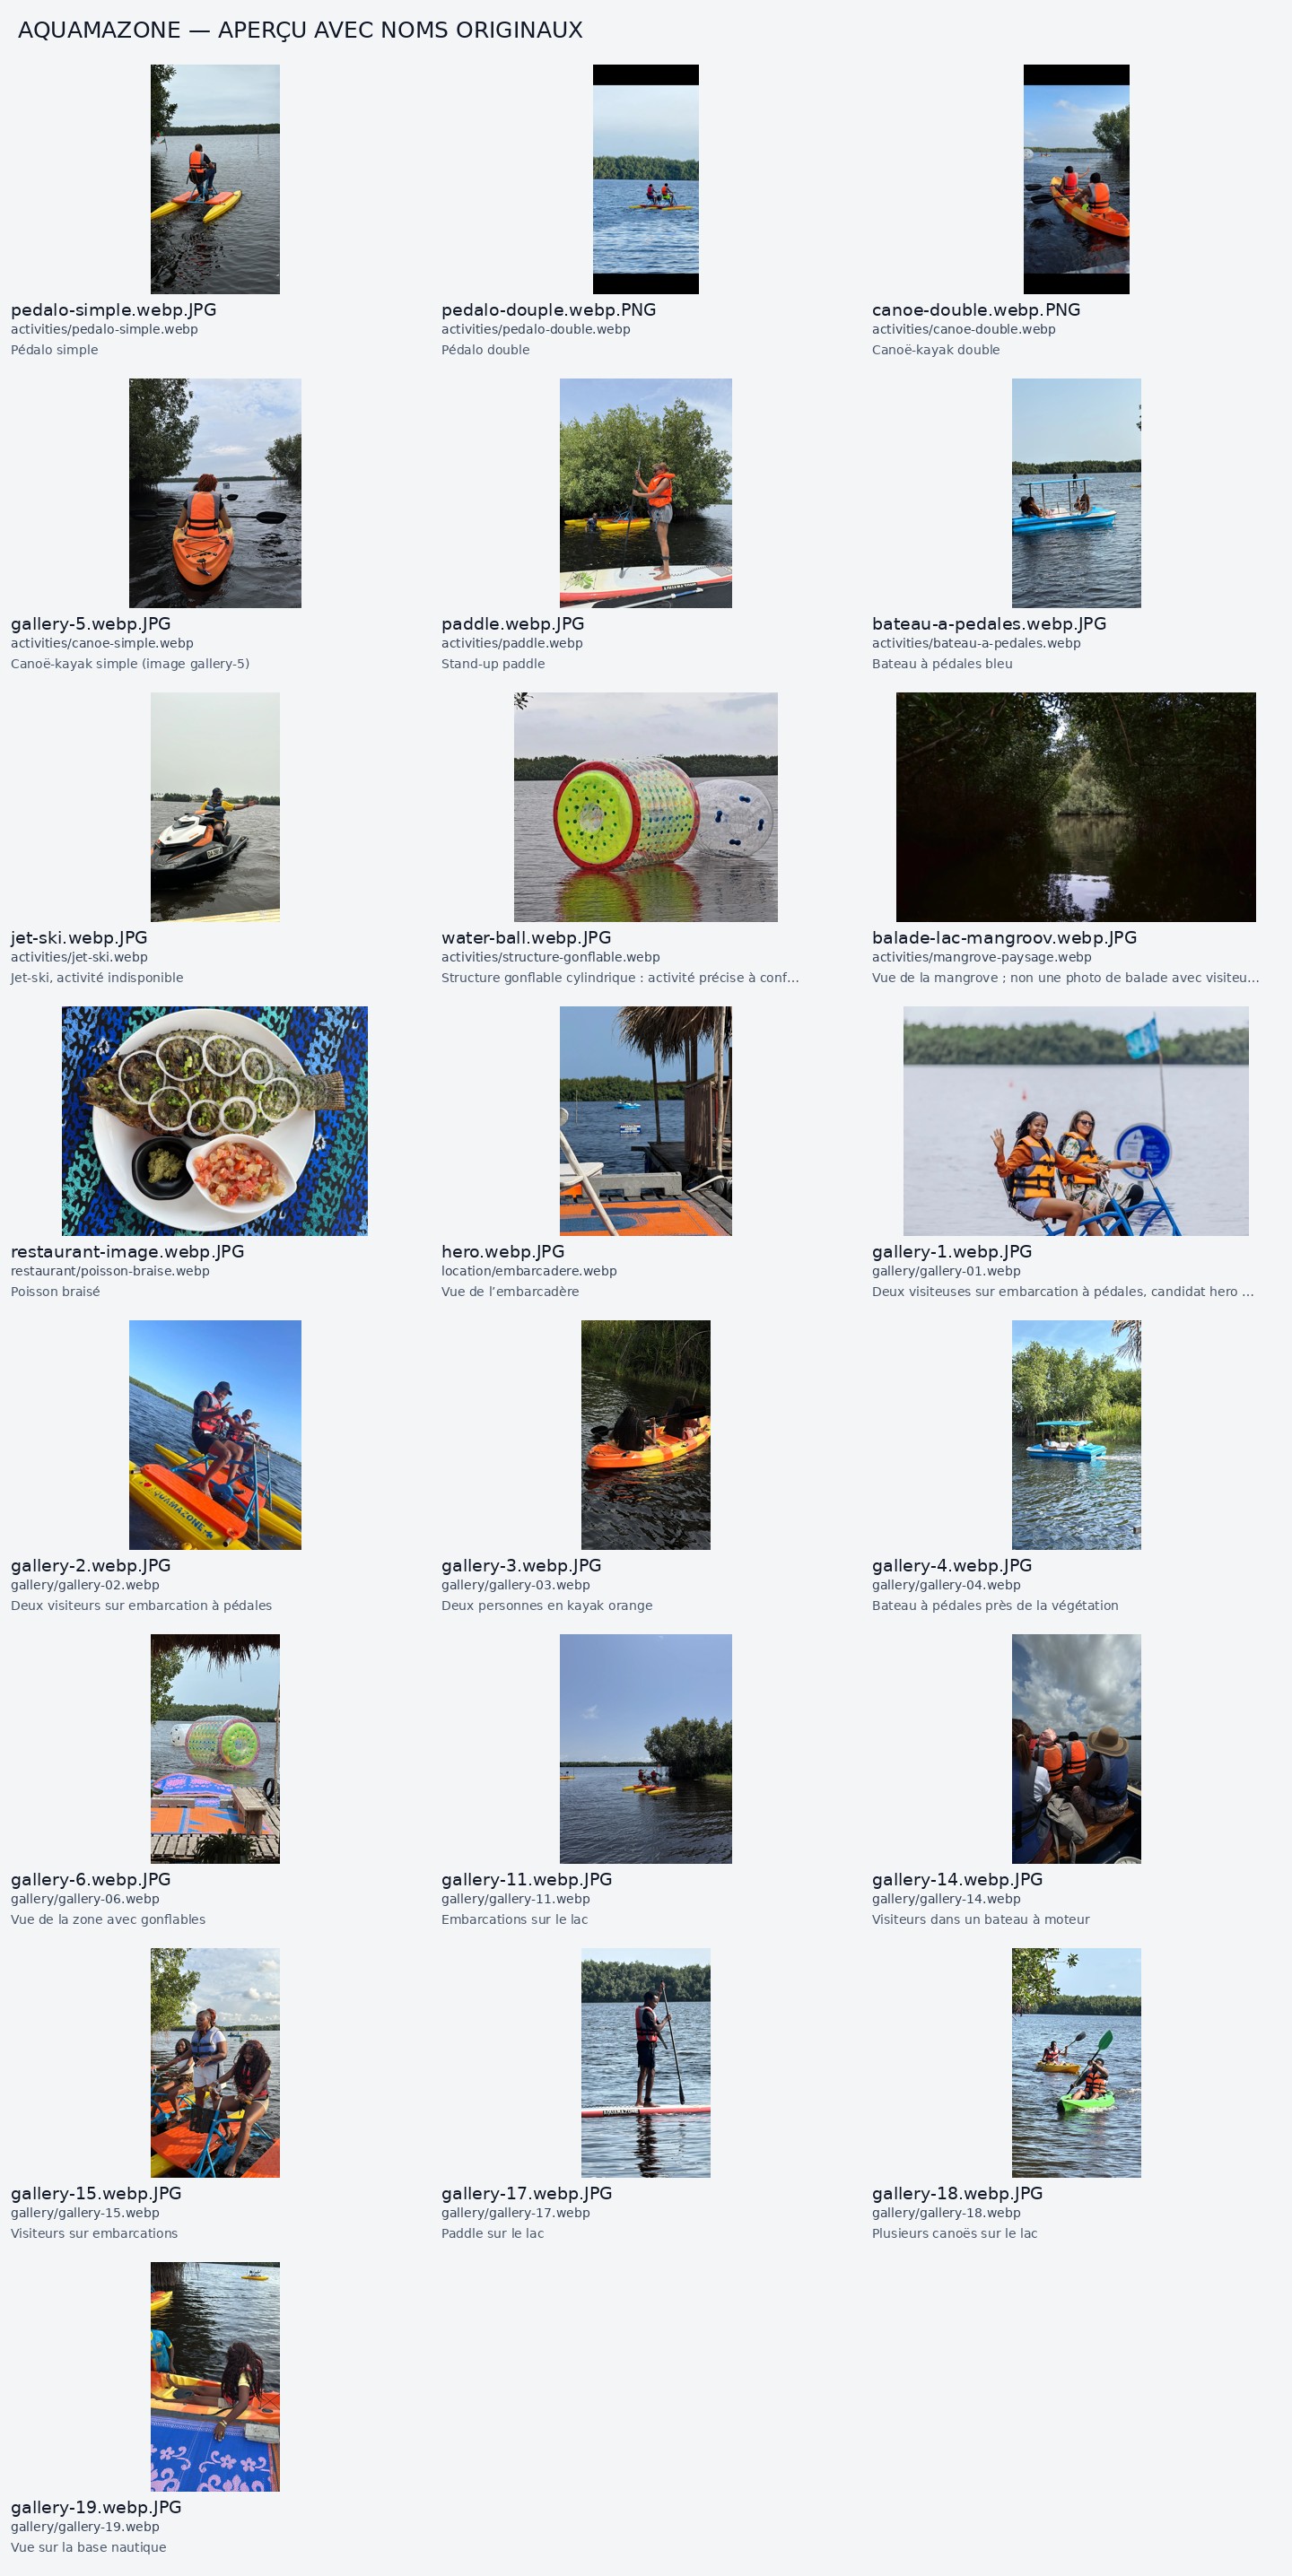 AQUAMAZONE — APERÇU AVEC NOMS ORIGINAUX
pedalo-simple.webp.JPG
activities/pedalo-simple.webp
Pédalo simple
pedalo-douple.webp.PNG
activities/pedalo-double.webp
Pédalo double
canoe-double.webp.PNG
activities/canoe-double.webp
Canoë-kayak double
gallery-5.webp.JPG
activities/canoe-simple.webp
Canoë-kayak simple (image gallery-5)
paddle.webp.JPG
activities/paddle.webp
Stand-up paddle
bateau-a-pedales.webp.JPG
activities/bateau-a-pedales.webp
Bateau à pédales bleu
jet-ski.webp.JPG
activities/jet-ski.webp
Jet-ski, activité indisponible
water-ball.webp.JPG
activities/structure-gonflable.webp
Structure gonflable cylindrique : activité précise à conf…
balade-lac-mangroov.webp.JPG
activities/mangrove-paysage.webp
Vue de la mangrove ; non une photo de balade avec visiteu…
restaurant-image.webp.JPG
restaurant/poisson-braise.webp
Poisson braisé
hero.webp.JPG
location/embarcadere.webp
Vue de l’embarcadère
gallery-1.webp.JPG
gallery/gallery-01.webp
Deux visiteuses sur embarcation à pédales, candidat hero …
QUAMAZONE
gallery-2.webp.JPG
gallery/gallery-02.webp
Deux visiteurs sur embarcation à pédales
gallery-3.webp.JPG
gallery/gallery-03.webp
Deux personnes en kayak orange
gallery-4.webp.JPG
gallery/gallery-04.webp
Bateau à pédales près de la végétation
gallery-6.webp.JPG
gallery/gallery-06.webp
Vue de la zone avec gonflables
gallery-11.webp.JPG
gallery/gallery-11.webp
Embarcations sur le lac
gallery-14.webp.JPG
gallery/gallery-14.webp
Visiteurs dans un bateau à moteur
gallery-15.webp.JPG
gallery/gallery-15.webp
Visiteurs sur embarcations
gallery-17.webp.JPG
gallery/gallery-17.webp
Paddle sur le lac
gallery-18.webp.JPG
gallery/gallery-18.webp
Plusieurs canoës sur le lac
gallery-19.webp.JPG
gallery/gallery-19.webp
Vue sur la base nautique